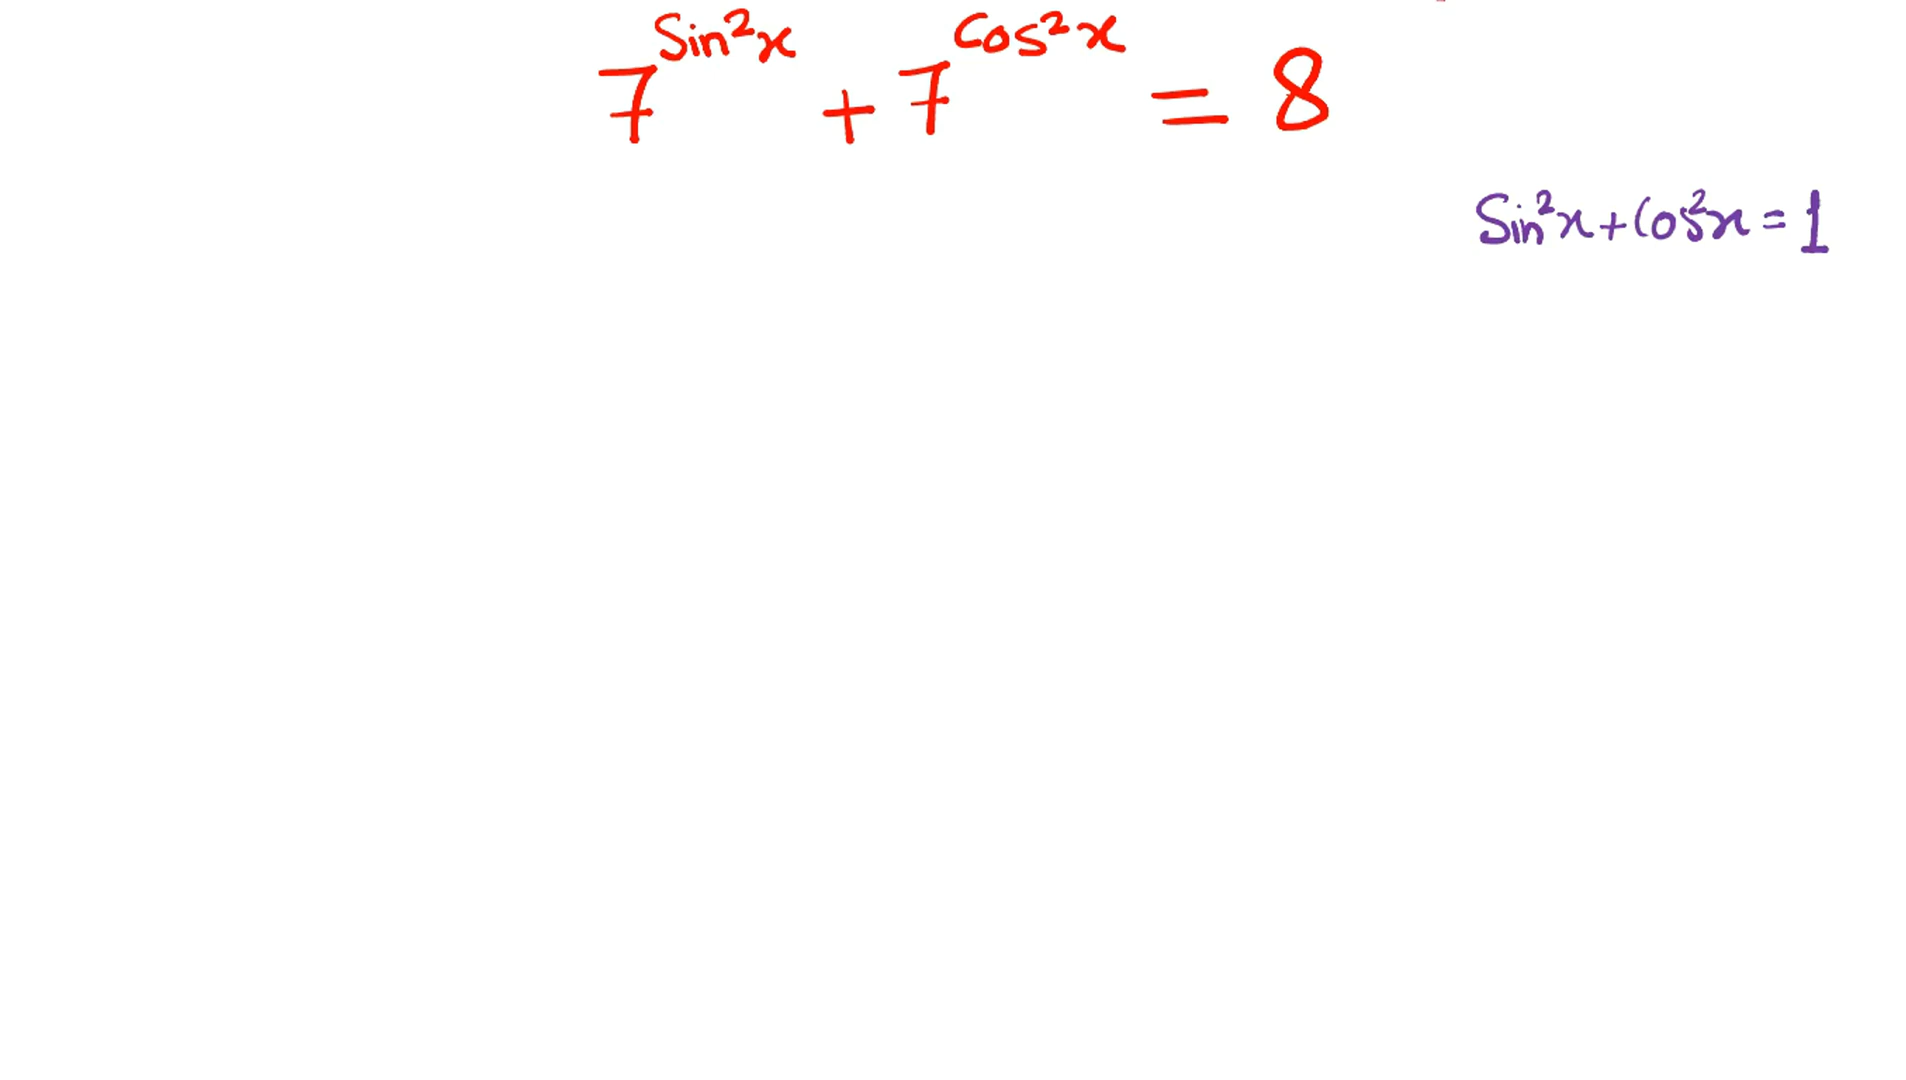 7^{Sin²x} + 7^{Cos²x} = 8
Sin²x + Cos²x = 1